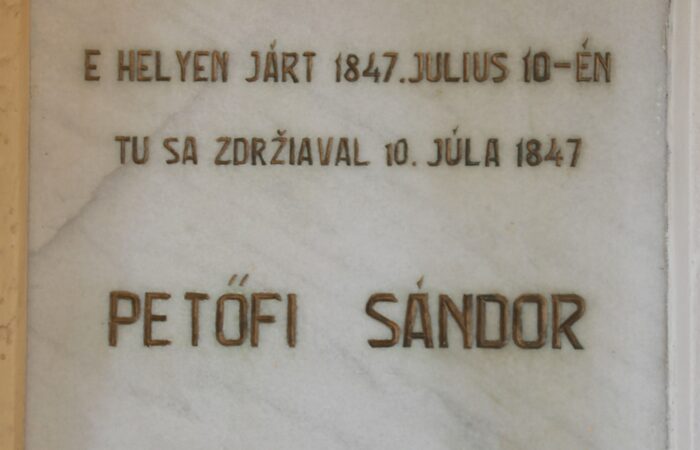 E HELYEN JÁRT 1847. JULIUS 10-ÉN
TU SA ZDRŽIAVAL 10. JÚLA 1847
PETŐFI SÁNDOR